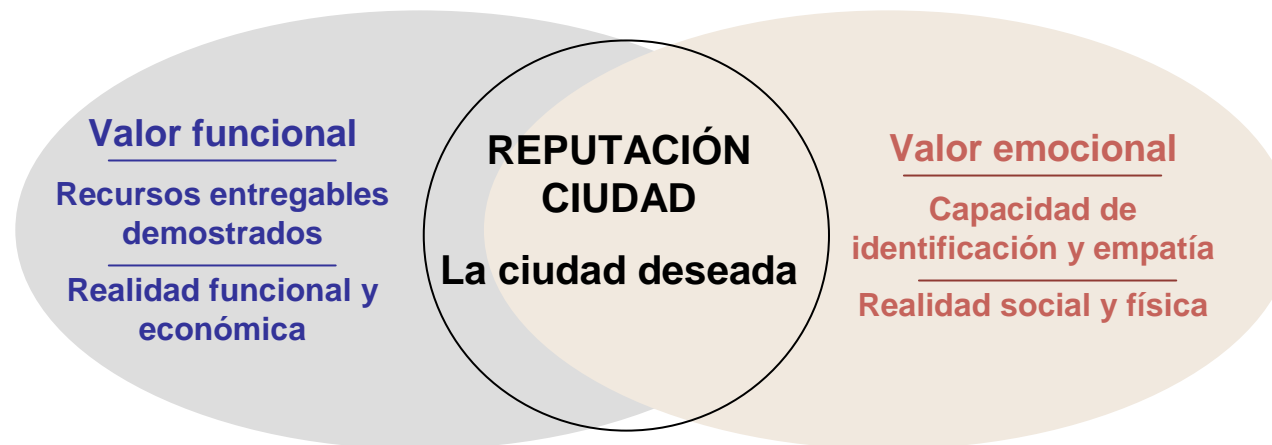 Valor funcional
Recursos entregables
demostrados
Realidad funcional y
económica
REPUTACIÓN
CIUDAD
La ciudad deseada
Valor emocional
Capacidad de
identificación y empatía
Realidad social y física